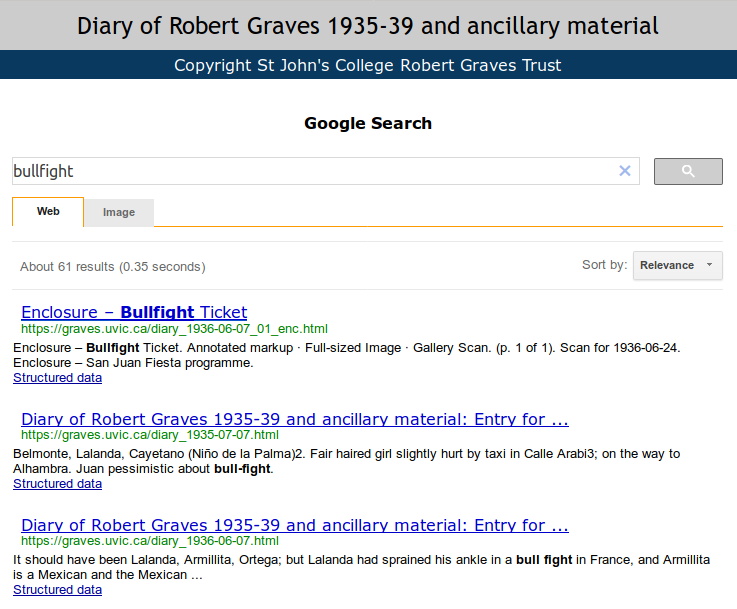 Diary of Robert Graves 1935-39 and ancillary material
Copyright St John's College Robert Graves Trust
Google Search
bullfight
Web Image
About 61 results (0.35 seconds) Sort by: Relevance
Enclosure – Bullfight Ticket
https://graves.uvic.ca/diary_1936-06-07_01_enc.html
Enclosure – Bullfight Ticket. Annotated markup · Full-sized Image · Gallery Scan. (p. 1 of 1). Scan for 1936-06-24.
Enclosure – San Juan Fiesta programme.
Structured data
Diary of Robert Graves 1935-39 and ancillary material: Entry for ...
https://graves.uvic.ca/diary_1935-07-07.html
Belmonte, Lalanda, Cayetano (Niño de la Palma)2. Fair haired girl slightly hurt by taxi in Calle Arabi3; on the way to
Alhambra. Juan pessimistic about bull-fight.
Structured data
Diary of Robert Graves 1935-39 and ancillary material: Entry for ...
https://graves.uvic.ca/diary_1936-06-07.html
It should have been Lalanda, Armillita, Ortega; but Lalanda had sprained his ankle in a bull fight in France, and Armillita
is a Mexican and the Mexican ...
Structured data